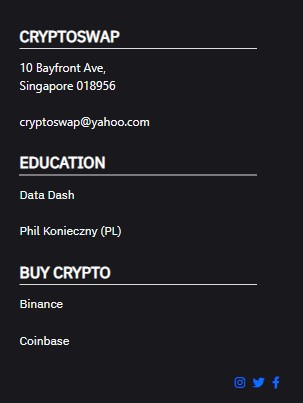 CRYPTOSWAP
10 Bayfront Ave,
Singapore 018956
cryptoswap@yahoo.com
EDUCATION
Data Dash
Phil Konieczny (PL)
BUY CRYPTO
Binance
Coinbase